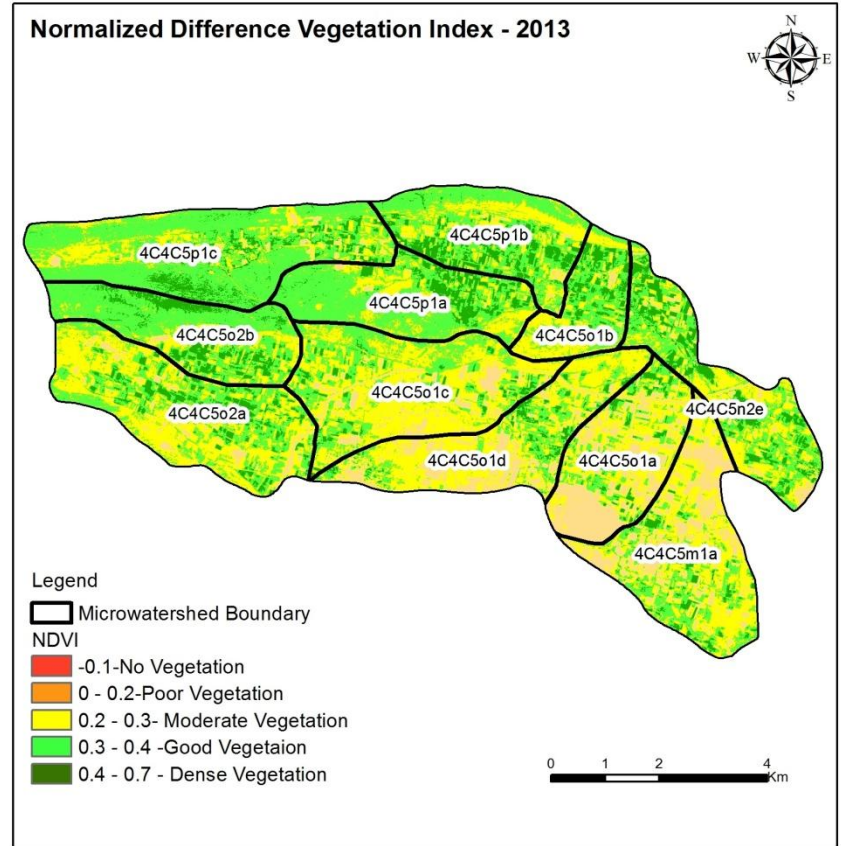 Normalized Difference Vegetation Index - 2013
N
W E
S
4C4C5p1b
4C4C5p1c
4C4C5p1a
4C4C5o2b
4C4C5o1b
4C4C5o1c
4C4C5o2a
4C4C5n2e
4C4C5o1d
4C4C5o1a
4C4C5m1a
Legend
Microwatershed Boundary
NDVI
-0.1-No Vegetation
0 - 0.2-Poor Vegetation
0.2 - 0.3- Moderate Vegetation
0.3 - 0.4 -Good Vegetaion
0.4 - 0.7 - Dense Vegetation
0 1 2 4
Km